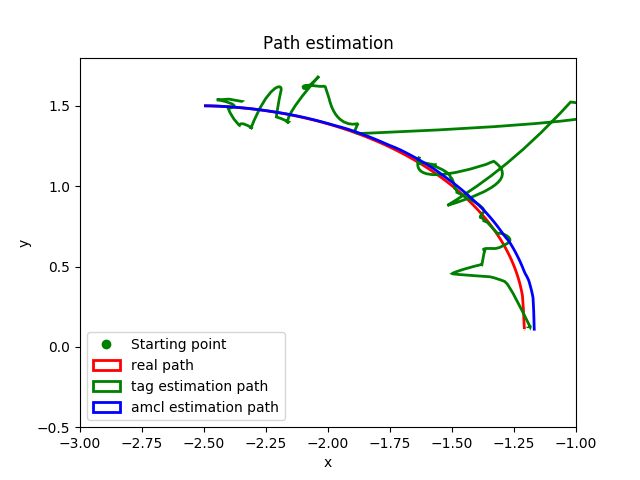 Path estimation
y
1.5
1.0
0.5
0.0
−0.5
Starting point
real path
tag estimation path
amcl estimation path
−3.00 −2.75 −2.50 −2.25 −2.00 −1.75 −1.50 −1.25 −1.00
x